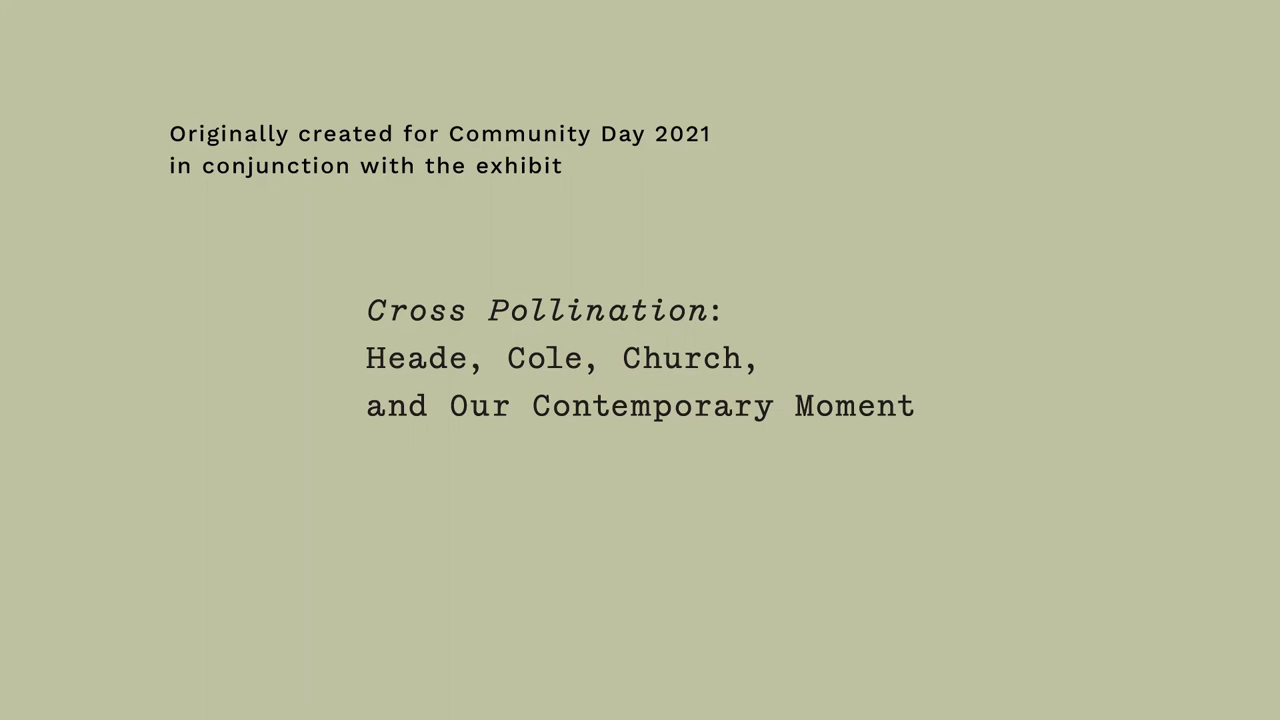 Originally created for Community Day 2021
in conjunction with the exhibit
Cross Pollination:
Heade, Cole, Church,
and Our Contemporary Moment